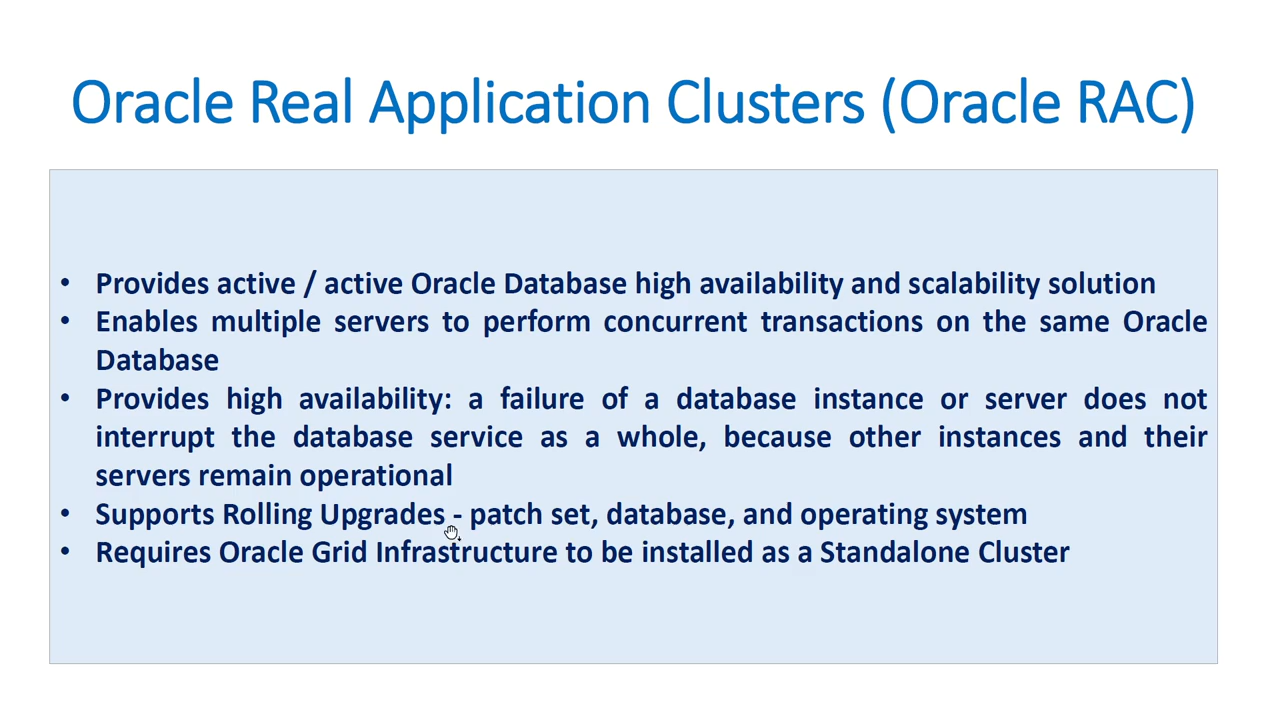 Oracle Real Application Clusters (Oracle RAC)
• Provides active / active Oracle Database high availability and scalability solution
• Enables multiple servers to perform concurrent transactions on the same Oracle
Database
• Provides high availability: a failure of a database instance or server does not
interrupt the database service as a whole, because other instances and their
servers remain operational
• Supports Rolling Upgrades - patch set, database, and operating system
• Requires Oracle Grid Infrastructure to be installed as a Standalone Cluster